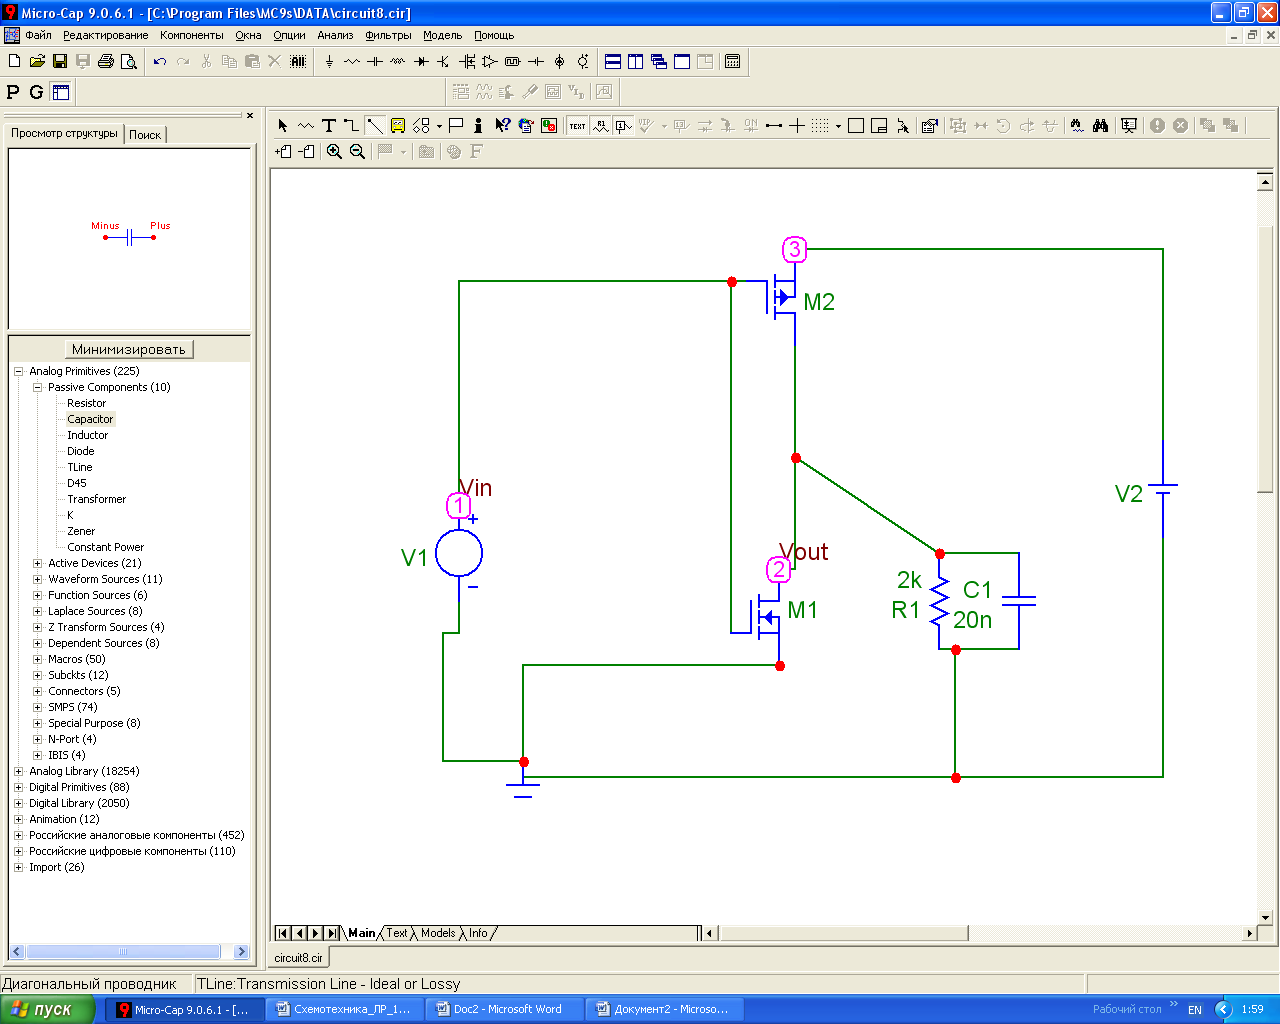 Micro-Cap 9.0.6.1 - [C:\Program Files\MC9s\DATA\circuit8.cir]
Файл Редактирование Компоненты Окна Опции Анализ Фильтры Модель Помощь
P G
TEXT R1
Просмотр структуры Поиск
Minus Plus
Минимизировать
Analog Primitives (225)
Passive Components (10)
Resistor
Capacitor
Inductor
Diode
TLine
D45
Transformer
K
Zener
Constant Power
Active Devices (21)
Waveform Sources (11)
Function Sources (6)
Laplace Sources (8)
Z Transform Sources (4)
Dependent Sources (8)
Macros (50)
Subckts (12)
Connectors (5)
SMPS (74)
Special Purpose (8)
N-Port (4)
IBIS (4)
Analog Library (18254)
Digital Primitives (88)
Digital Library (2050)
Animation (12)
Российские аналоговые компоненты (452)
Российские цифровые компоненты (110)
Import (26)
3
M2
Vin
1
+
V1
-
V2
Vout
2
M1
2k
R1
C1
20n
Main Text Models Info
circuit8.cir
Диагональный проводник TLine:Transmission Line - Ideal or Lossy
пуск Micro-Cap 9.0.6.1 - [... Схемотехника_ЛР_1... Doc2 - Microsoft Word Документ2 - Microso... Рабочий стол » EN 1:59